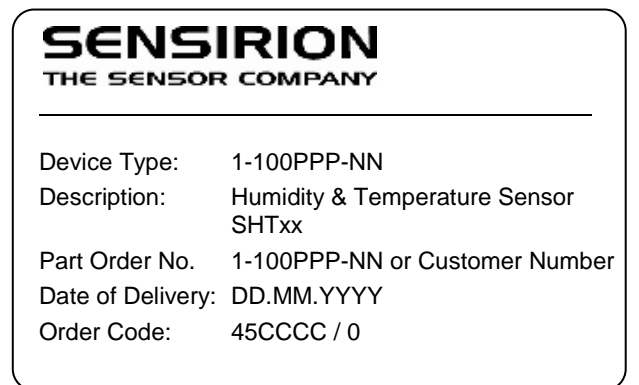 SENSIRION
THE SENSOR COMPANY
Device Type: 1-100PPP-NN
Description: Humidity & Temperature Sensor
SHTxx
Part Order No. 1-100PPP-NN or Customer Number
Date of Delivery: DD.MM.YYYY
Order Code: 45CCCC / 0